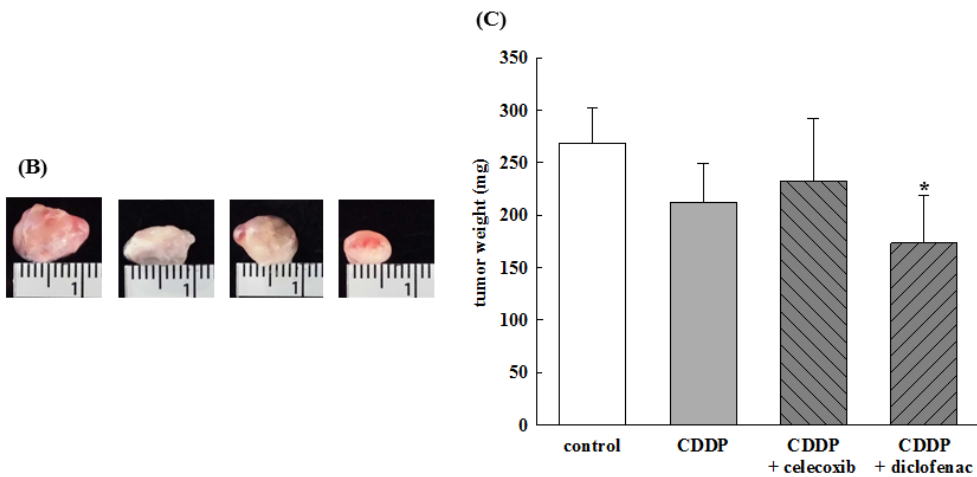 (B)
1
1
1
1
(C)
tumor weight (mg)
350
300
250
200
150
100
50
0
*
control
CDDP
CDDP
+ celecoxib
CDDP
+ diclofenac